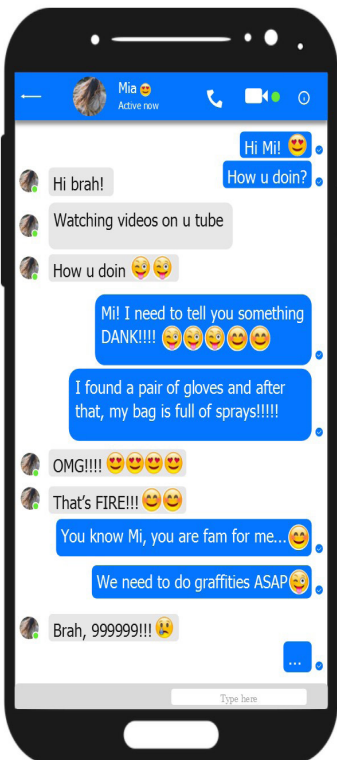 Mia 😍
Active now
Hi Mi! 😍
How u doin?
Hi brah!
Watching videos on u tube
How u doin 😜😜
Mi! I need to tell you something
DANK!!!! 😜😜😜😊😊
I found a pair of gloves and after
that, my bag is full of sprays!!!!!
OMG!!!! 😍😍😍😍
That’s FIRE!!! 😊😊
You know Mi, you are fam for me...😊
We need to do graffities ASAP😜
Brah, 999999!!! 😢
...
Type here